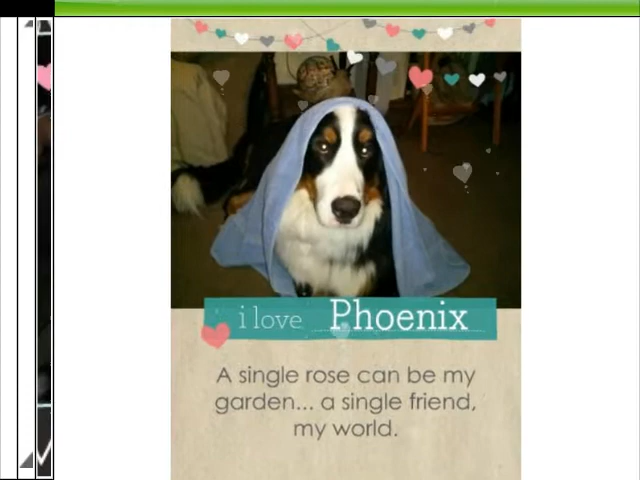 i love Phoenix
A single rose can be my
garden... a single friend,
my world.